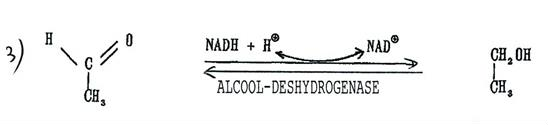 3)
H
O
C
CH₃
NADH + H⊕
NAD⊕
ALCOOL-DESHYDROGENASE
CH₂OH
CH₃